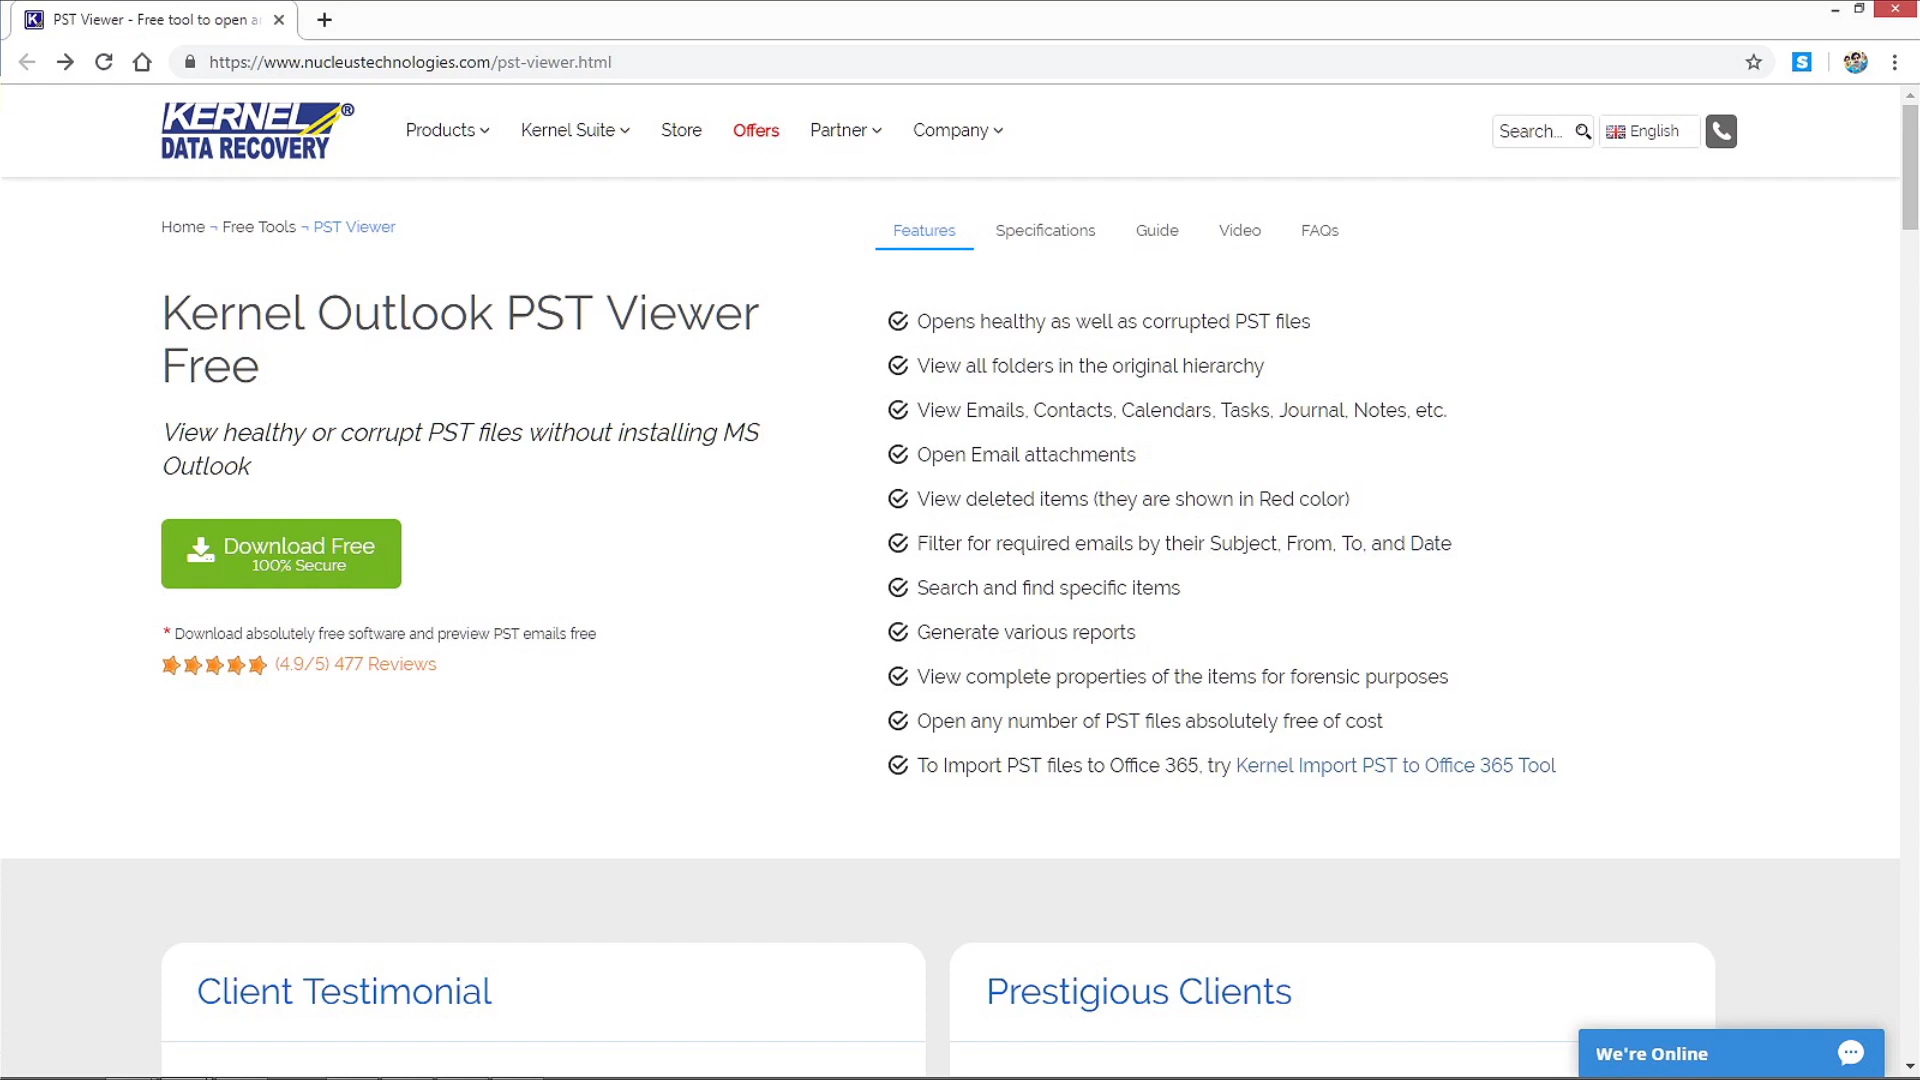 PST Viewer - Free tool to open a
https://www.nucleustechnologies.com/pst-viewer.html
KERNEL®
DATA RECOVERY
Products
Kernel Suite
Store
Offers
Partner
Company
Search...
English
Home ¬ Free Tools ¬ PST Viewer
Features
Specifications
Guide
Video
FAQs
Kernel Outlook PST Viewer
Free
View healthy or corrupt PST files without installing MS
Outlook
Download Free
100% Secure
* Download absolutely free software and preview PST emails free
(4.9/5) 477 Reviews
Opens healthy as well as corrupted PST files
View all folders in the original hierarchy
View Emails, Contacts, Calendars, Tasks, Journal, Notes, etc.
Open Email attachments
View deleted items (they are shown in Red color)
Filter for required emails by their Subject, From, To, and Date
Search and find specific items
Generate various reports
View complete properties of the items for forensic purposes
Open any number of PST files absolutely free of cost
To Import PST files to Office 365, try Kernel Import PST to Office 365 Tool
Client Testimonial
Prestigious Clients
We're Online